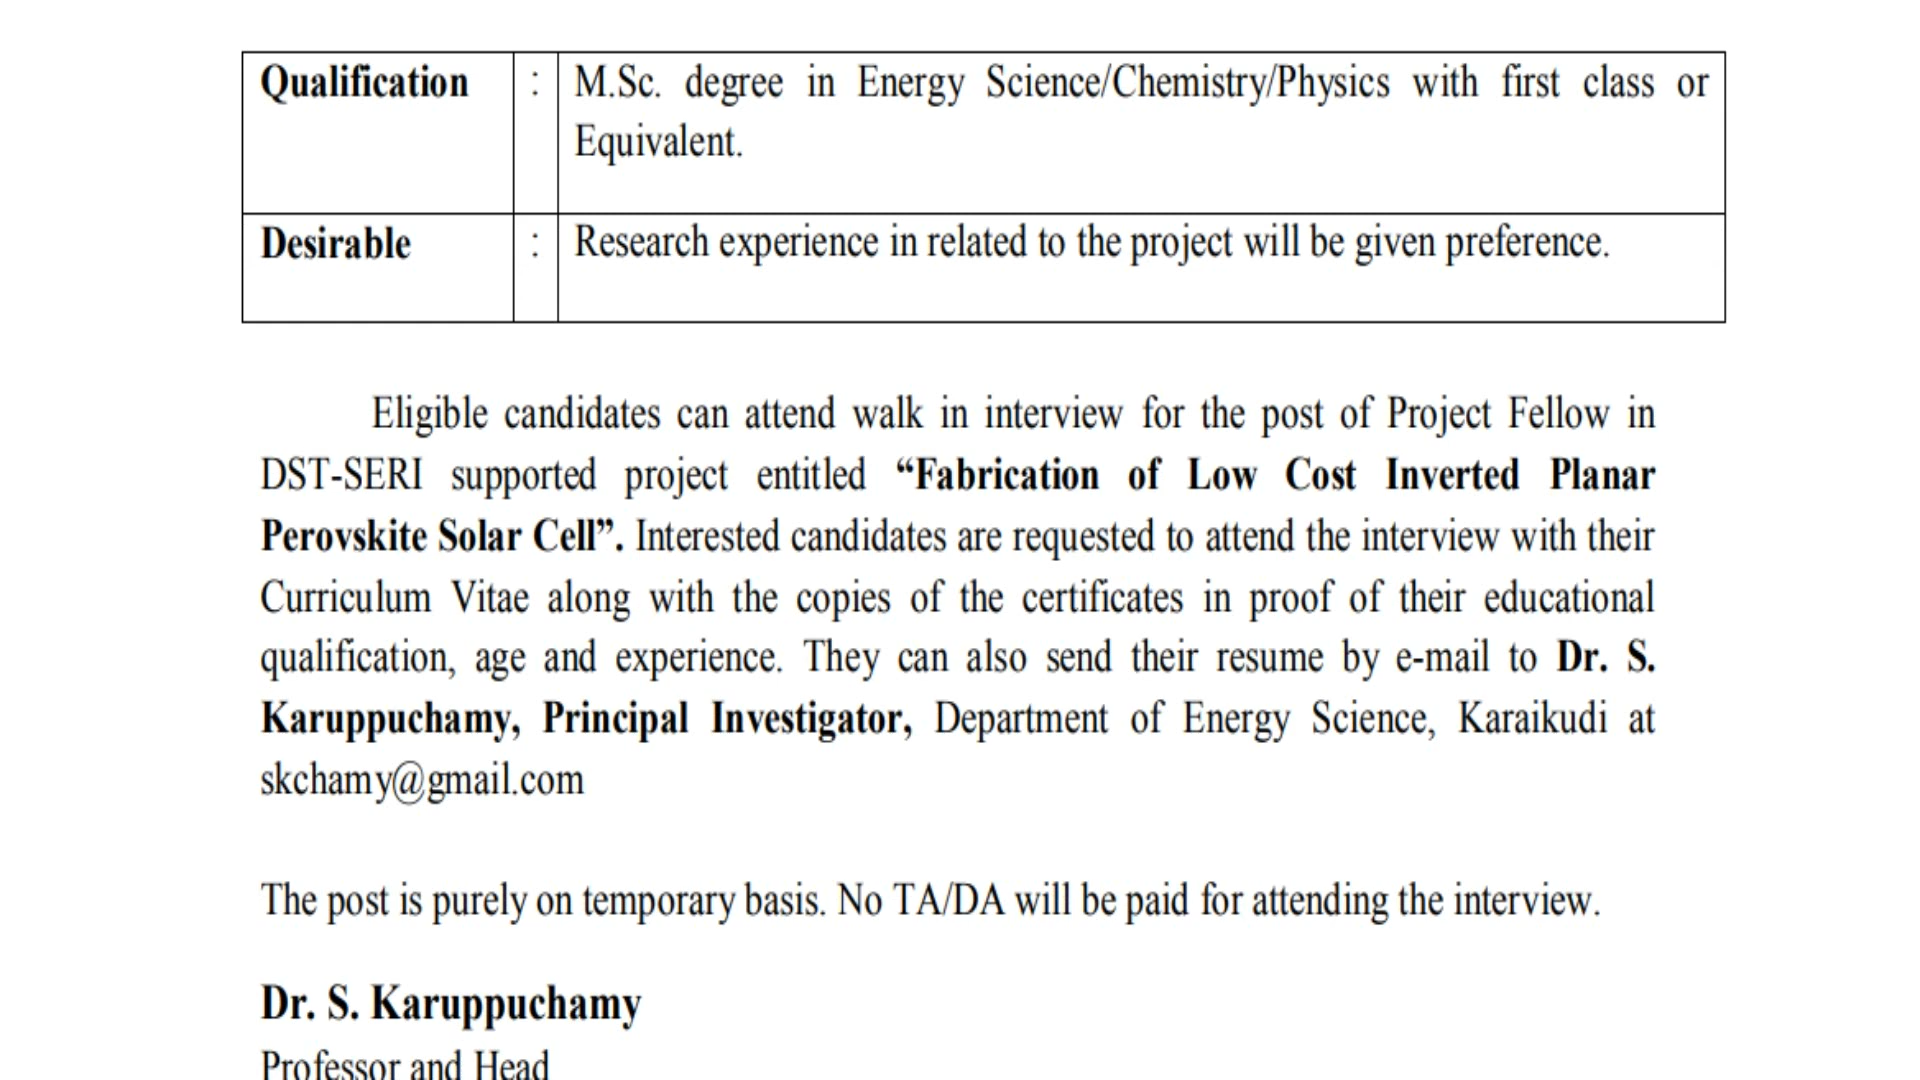 Qualification : M.Sc. degree in Energy Science/Chemistry/Physics with first class or
Equivalent.
Desirable : Research experience in related to the project will be given preference.
Eligible candidates can attend walk in interview for the post of Project Fellow in
DST-SERI supported project entitled “Fabrication of Low Cost Inverted Planar
Perovskite Solar Cell”. Interested candidates are requested to attend the interview with their
Curriculum Vitae along with the copies of the certificates in proof of their educational
qualification, age and experience. They can also send their resume by e-mail to Dr. S.
Karuppuchamy, Principal Investigator, Department of Energy Science, Karaikudi at
skchamy@gmail.com
The post is purely on temporary basis. No TA/DA will be paid for attending the interview.
Dr. S. Karuppuchamy
Professor and Head